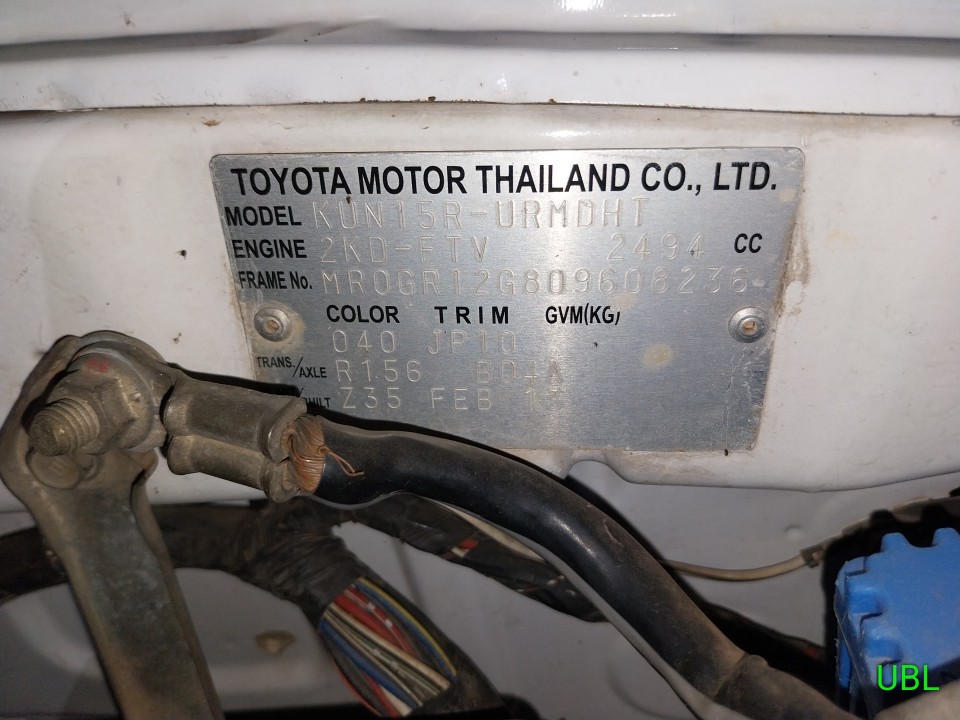 TOYOTA MOTOR THAILAND CO., LTD.
MODEL KUN15R-URMDHT
ENGINE 2KD-FTV 2494 CC
FRAME No. MR0GR12G809608236
COLOR TRIM GVM(KG)
040 JP10
TRANS./AXLE R156 B04A
Z35 FEB
UBL